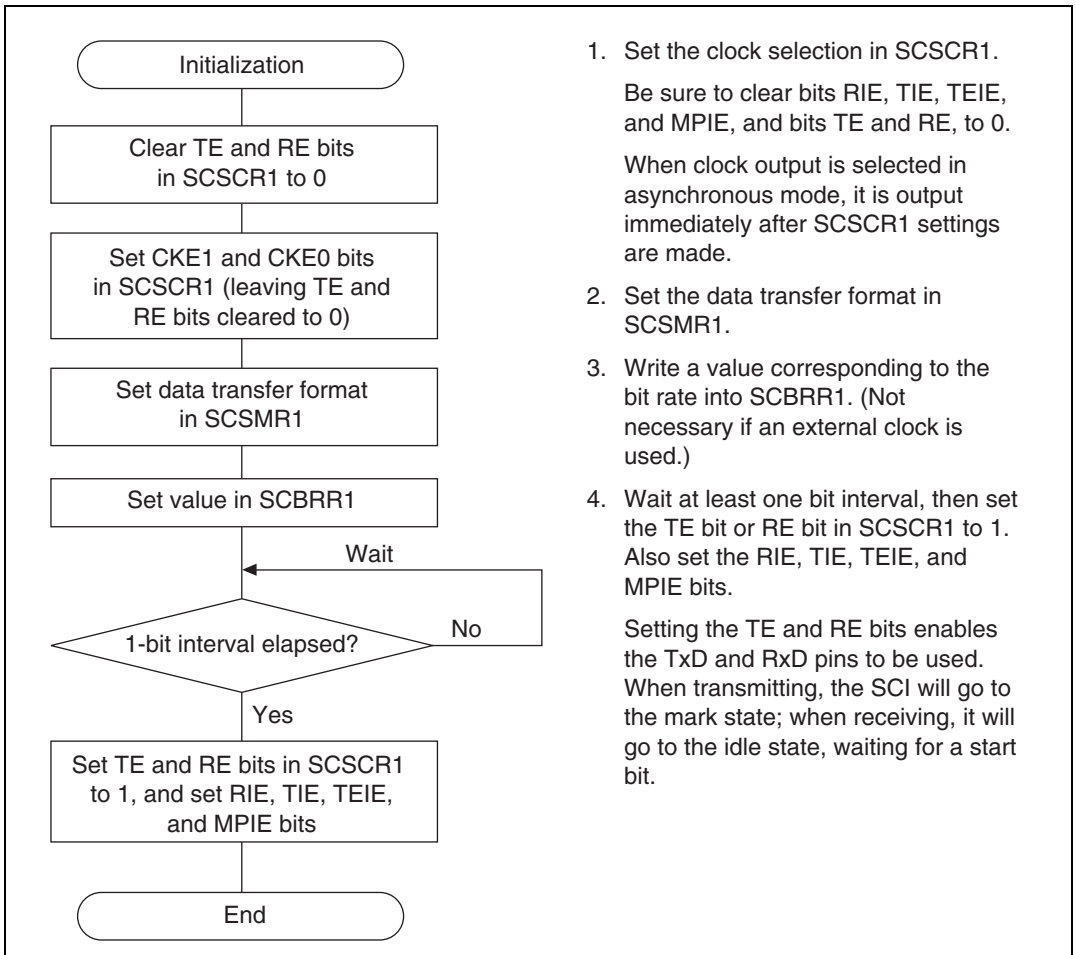 Initialization
Clear TE and RE bits
in SCSCR1 to 0
Set CKE1 and CKE0 bits
in SCSCR1 (leaving TE and
RE bits cleared to 0)
Set data transfer format
in SCSMR1
Set value in SCBRR1
Wait
1-bit interval elapsed?
No
Yes
Set TE and RE bits in SCSCR1
to 1, and set RIE, TIE, TEIE,
and MPIE bits
End
1. Set the clock selection in SCSCR1.
Be sure to clear bits RIE, TIE, TEIE,
and MPIE, and bits TE and RE, to 0.
When clock output is selected in
asynchronous mode, it is output
immediately after SCSCR1 settings
are made.
2. Set the data transfer format in
SCSMR1.
3. Write a value corresponding to the
bit rate into SCBRR1. (Not
necessary if an external clock is
used.)
4. Wait at least one bit interval, then set
the TE bit or RE bit in SCSCR1 to 1.
Also set the RIE, TIE, TEIE, and
MPIE bits.
Setting the TE and RE bits enables
the TxD and RxD pins to be used.
When transmitting, the SCI will go to
the mark state; when receiving, it will
go to the idle state, waiting for a start
bit.